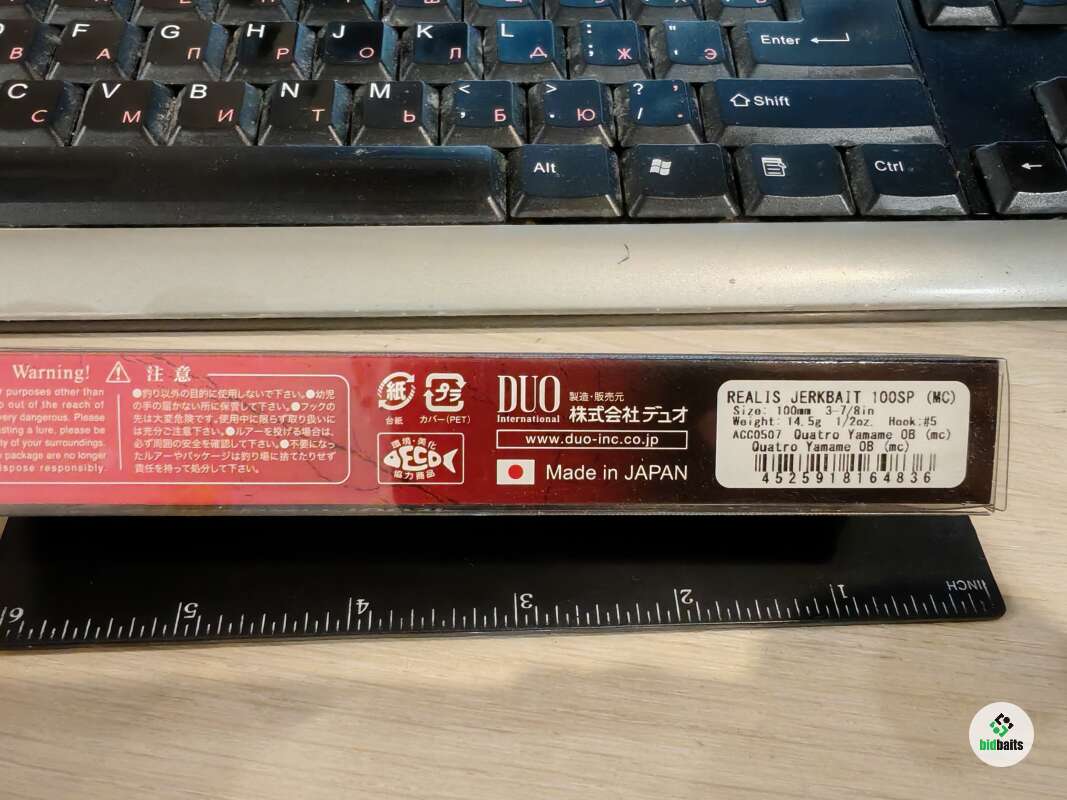 F А
G П
H Р
J О
K Л
L Д
: ; Ж
" ' Э
Enter
C С
V М
B И
N Т
M Ь
< , Б
> . Ю
? , / .
Shift
Alt
Ctrl
Warning!
purposes other than
out of the reach of
very dangerous. Please
sting a lure, please be
ty of your surroundings.
package are no longer
ispose responsibly.
注意
●釣り以外の目的に使用しないで下さい。●幼児
の手の届かない所に保管して下さい。●フックの
先は大変危険です。使用中に限らず取り扱いに
は充分ご注意下さい。●ルアーを投げる場合は、
必ず周囲の安全を確認して下さい。●不要になっ
たルアーやパッケージは釣り場に捨てたりせず
責任を持って処分して下さい。
紙
台紙
プラ
カバー(PET)
環境・美化
ECO
協力商品
DUO
International
製造・販売元
株式会社デュオ
www.duo-inc.co.jp
Made in JAPAN
REALIS JERKBAIT 100SP (MC)
Size: 100mm 3-7/8in
Weight: 14.5g 1/2oz. Hook:#5
ACC0507 Quatro Yamame OB (mc)
Quatro Yamame OB (mc)
4525918164836
6 5 4 3 2 1 INCH
bidbaits